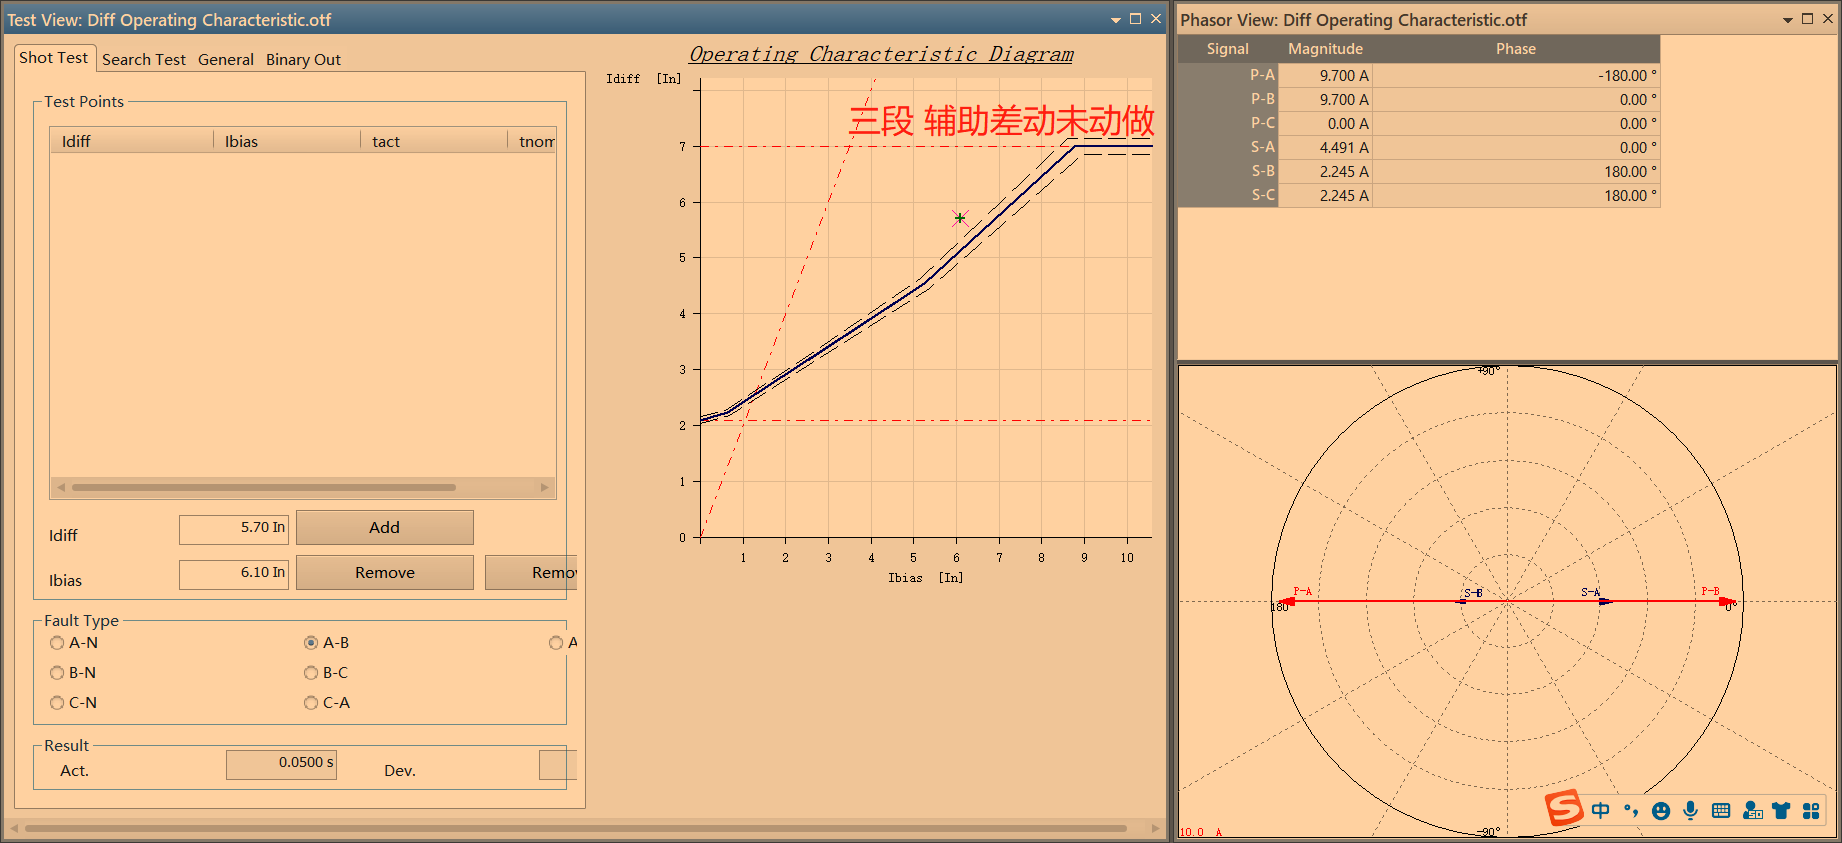 Test View: Diff Operating Characteristic.otf
Shot Test
Search Test
General
Binary Out
Test Points
Idiff
Ibias
tact
tnom
Idiff
5.70 In
Add
Ibias
6.10 In
Remove
Remov
Fault Type
A-N
A-B
A
B-N
B-C
C-N
C-A
Result
Act.
0.0500 s
Dev.
Operating Characteristic Diagram
Idiff [In]
三段 辅助差动未动做
7
6
5
4
3
2
1
0
1 2 3 4 5 6 7 8 9 10
Ibias [In]
Phasor View: Diff Operating Characteristic.otf
Signal Magnitude Phase
P-A 9.700 A -180.00 °
P-B 9.700 A 0.00 °
P-C 0.00 A 0.00 °
S-A 4.491 A 0.00 °
S-B 2.245 A 180.00 °
S-C 2.245 A 180.00 °
+90°
P-A
S-B
S-A
P-B
180
0°
-90°
10.0 A
S
中